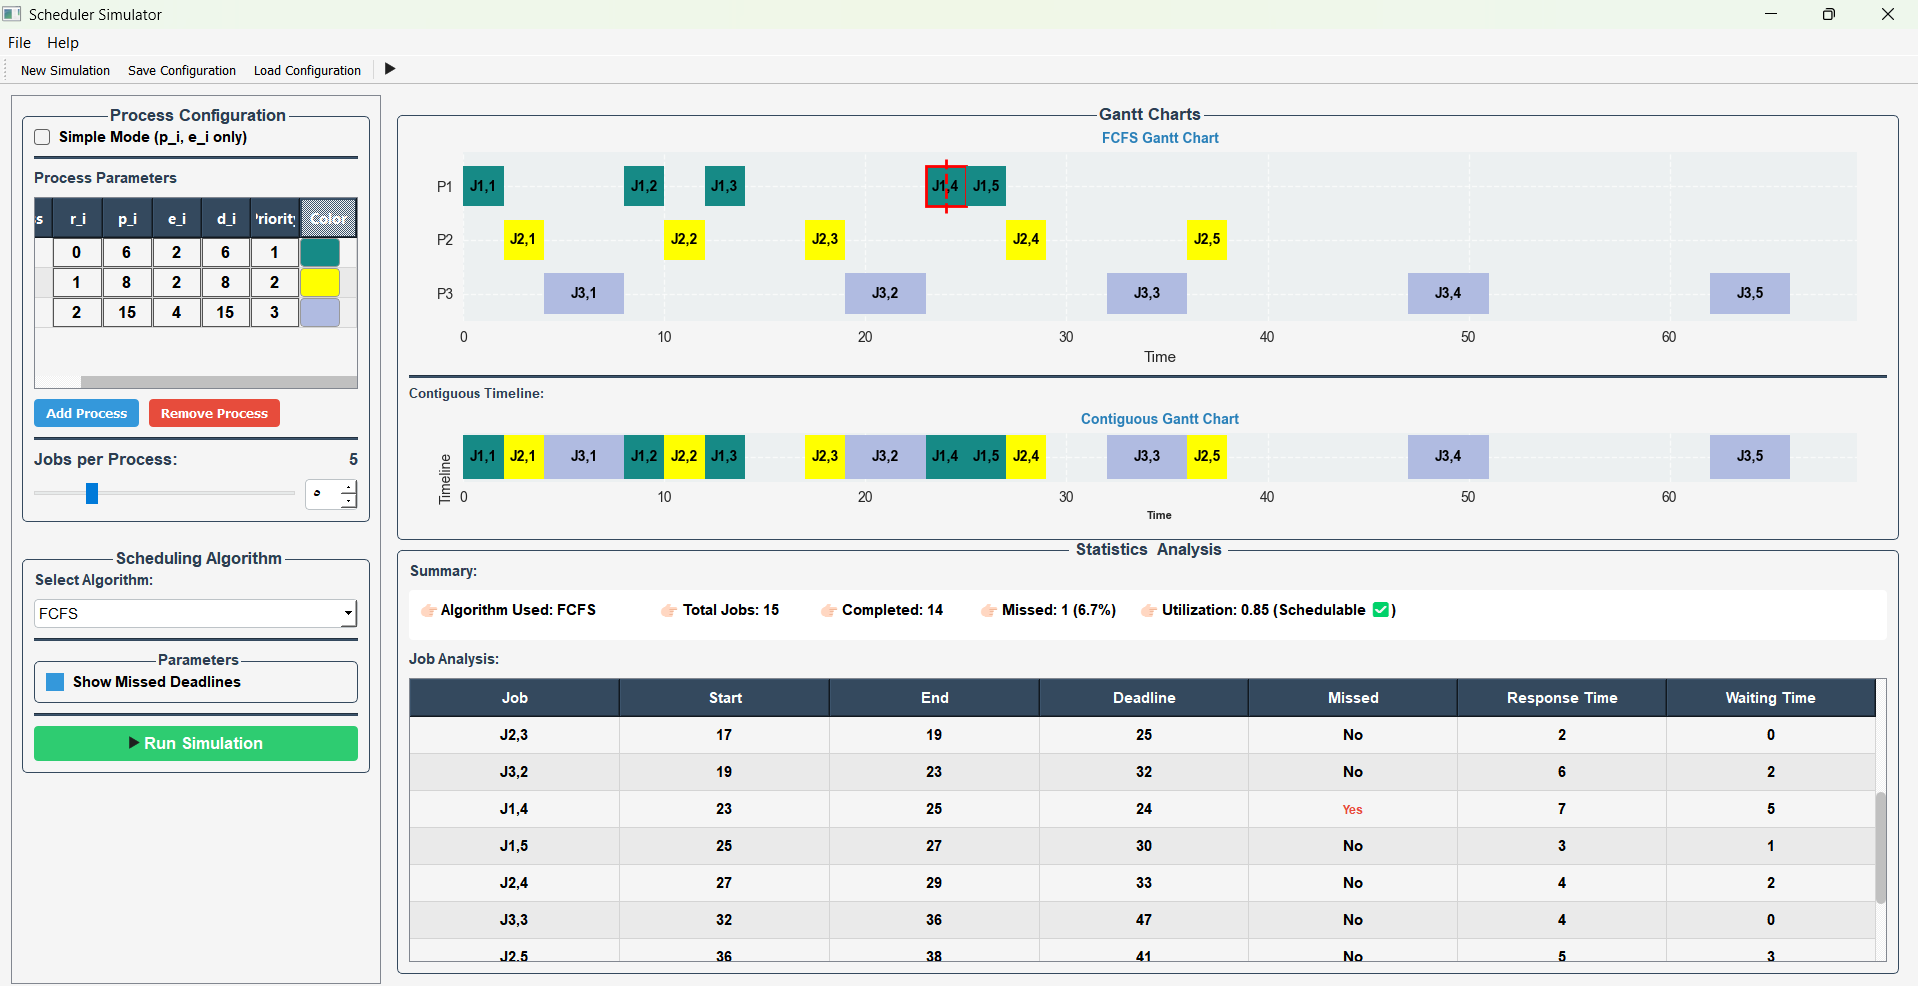 Scheduler Simulator
File Help
New Simulation Save Configuration Load Configuration
Process Configuration
Simple Mode (p_i, e_i only)
Process Parameters
s r_i p_i e_i d_i Priority Color
0 6 2 6 1
1 8 2 8 2
2 15 4 15 3
Add Process Remove Process
Jobs per Process: 5
Scheduling Algorithm
Select Algorithm:
FCFS
Parameters
Show Missed Deadlines
Run Simulation
Gantt Charts
FCFS Gantt Chart
P1 J1,1 J1,2 J1,3 J1,4 J1,5
P2 J2,1 J2,2 J2,3 J2,4 J2,5
P3 J3,1 J3,2 J3,3 J3,4 J3,5
0 10 20 30 40 50 60
Time
Contiguous Timeline:
Contiguous Gantt Chart
Timeline
J1,1 J2,1 J3,1 J1,2 J2,2 J1,3 J2,3 J3,2 J1,4 J1,5 J2,4 J3,3 J2,5 J3,4 J3,5
0 10 20 30 40 50 60
Time
Statistics Analysis
Summary:
👉🏻 Algorithm Used: FCFS 👉🏻 Total Jobs: 15 👉🏻 Completed: 14 👉🏻 Missed: 1 (6.7%) 👉🏻 Utilization: 0.85 (Schedulable ✅)
Job Analysis:
Job Start End Deadline Missed Response Time Waiting Time
J2,3 17 19 25 No 2 0
J3,2 19 23 32 No 6 2
J1,4 23 25 24 Yes 7 5
J1,5 25 27 30 No 3 1
J2,4 27 29 33 No 4 2
J3,3 32 36 47 No 4 0
J2,5 36 38 41 No 5 3